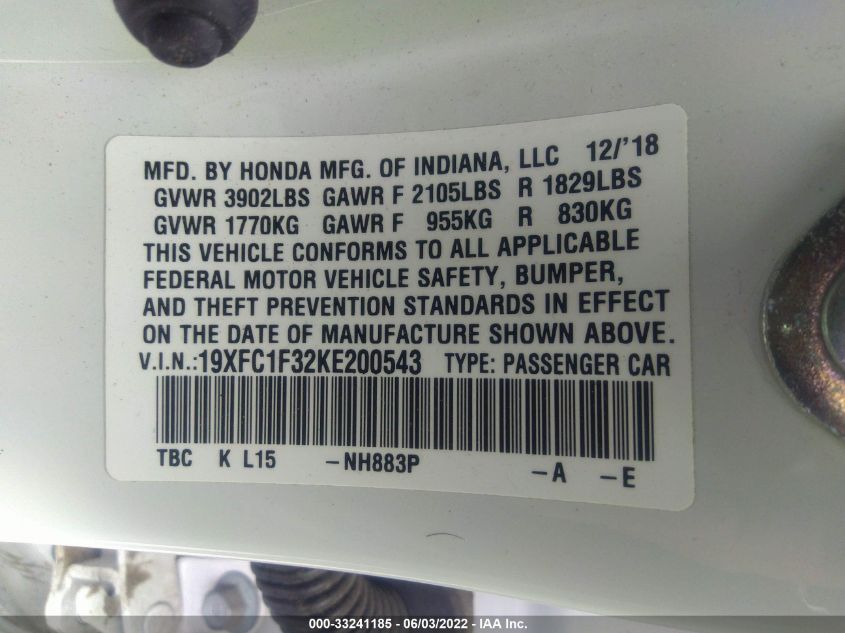 MFD. BY HONDA MFG. OF INDIANA, LLC 12/'18
GVWR 3902LBS GAWR F 2105LBS R 1829LBS
GVWR 1770KG GAWR F 955KG R 830KG
THIS VEHICLE CONFORMS TO ALL APPLICABLE
FEDERAL MOTOR VEHICLE SAFETY, BUMPER,
AND THEFT PREVENTION STANDARDS IN EFFECT
ON THE DATE OF MANUFACTURE SHOWN ABOVE.
V.I.N.:19XFC1F32KE200543 TYPE: PASSENGER CAR
TBC K L15 -NH883P -A -E
000-33241185 - 06/03/2022 - IAA Inc.